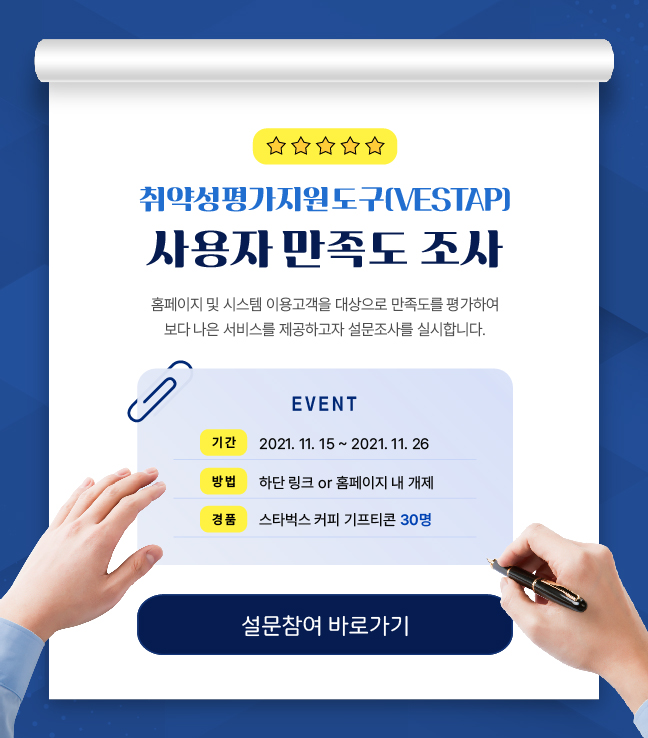 취약성평가지원도구(VESTAP)
사용자 만족도 조사
홈페이지 및 시스템 이용고객을 대상으로 만족도를 평가하여
보다 나은 서비스를 제공하고자 설문조사를 실시합니다.
EVENT
기간 2021. 11. 15 ~ 2021. 11. 26
방법 하단 링크 or 홈페이지 내 개제
경품 스타벅스 커피 기프티콘 30명
설문참여 바로가기